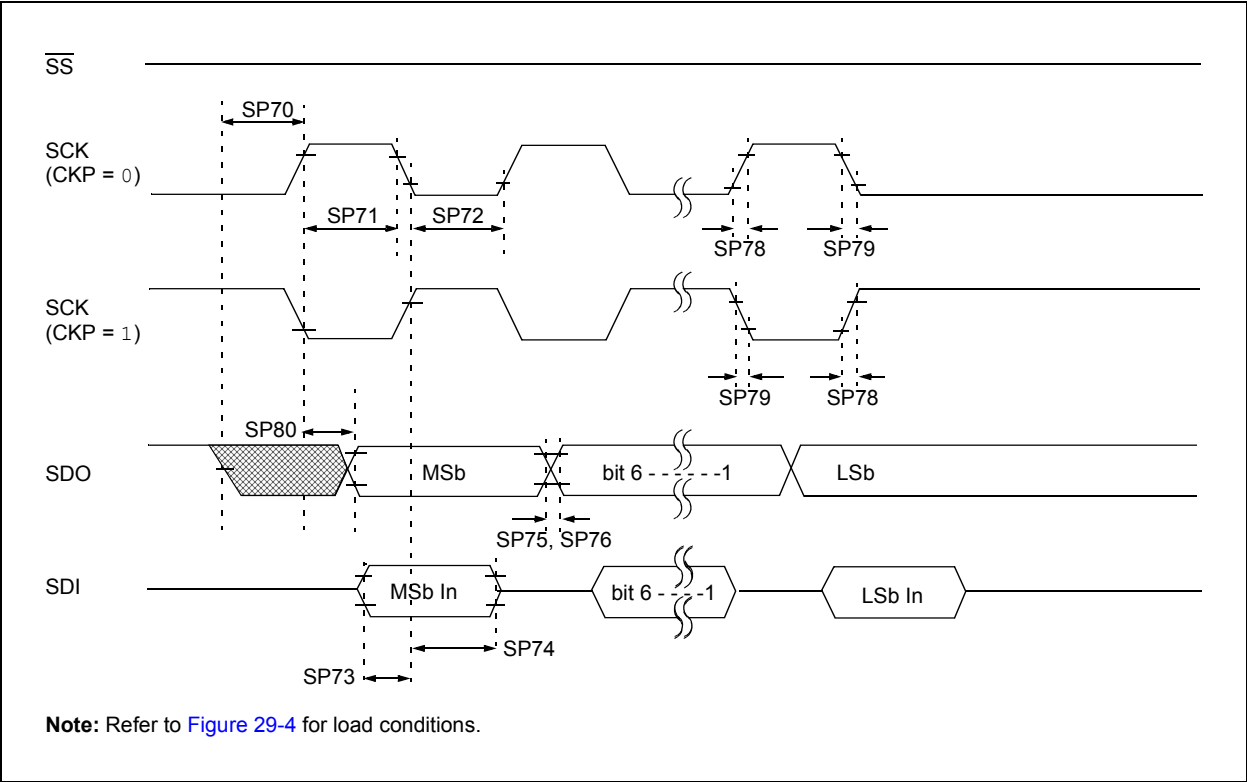 SS
SP70
SCK
(CKP = 0)
SP71
SP72
SP78
SP79
SCK
(CKP = 1)
SP79
SP78
SP80
SDO
MSb
bit 6 - - - - - -1
LSb
SP75, SP76
SDI
MSb In
bit 6 - - - -1
LSb In
SP74
SP73
Note: Refer to Figure 29-4 for load conditions.